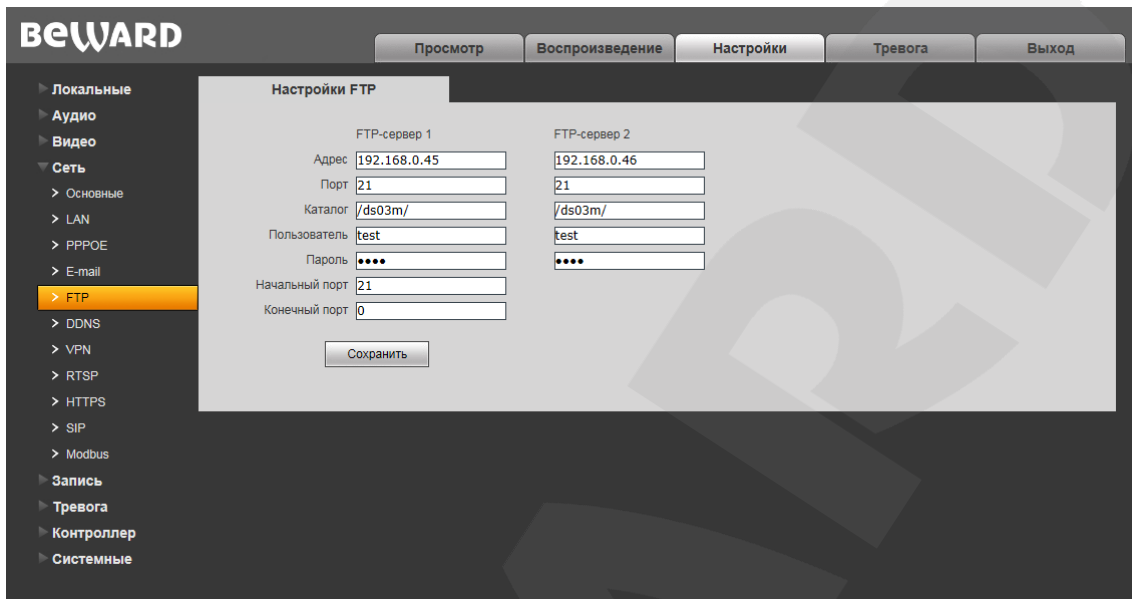 BEWARD
Просмотр
Воспроизведение
Настройки
Тревога
Выход
Локальные
Аудио
Видео
Сеть
> Основные
> LAN
> PPPOE
> E-mail
> FTP
> DDNS
> VPN
> RTSP
> HTTPS
> SIP
> Modbus
Запись
Тревога
Контроллер
Системные
Настройки FTP
FTP-сервер 1 FTP-сервер 2
Адрес 192.168.0.45 192.168.0.46
Порт 21 21
Каталог /ds03m/ /ds03m/
Пользователь test test
Пароль •••• ••••
Начальный порт 21
Конечный порт 0
Сохранить